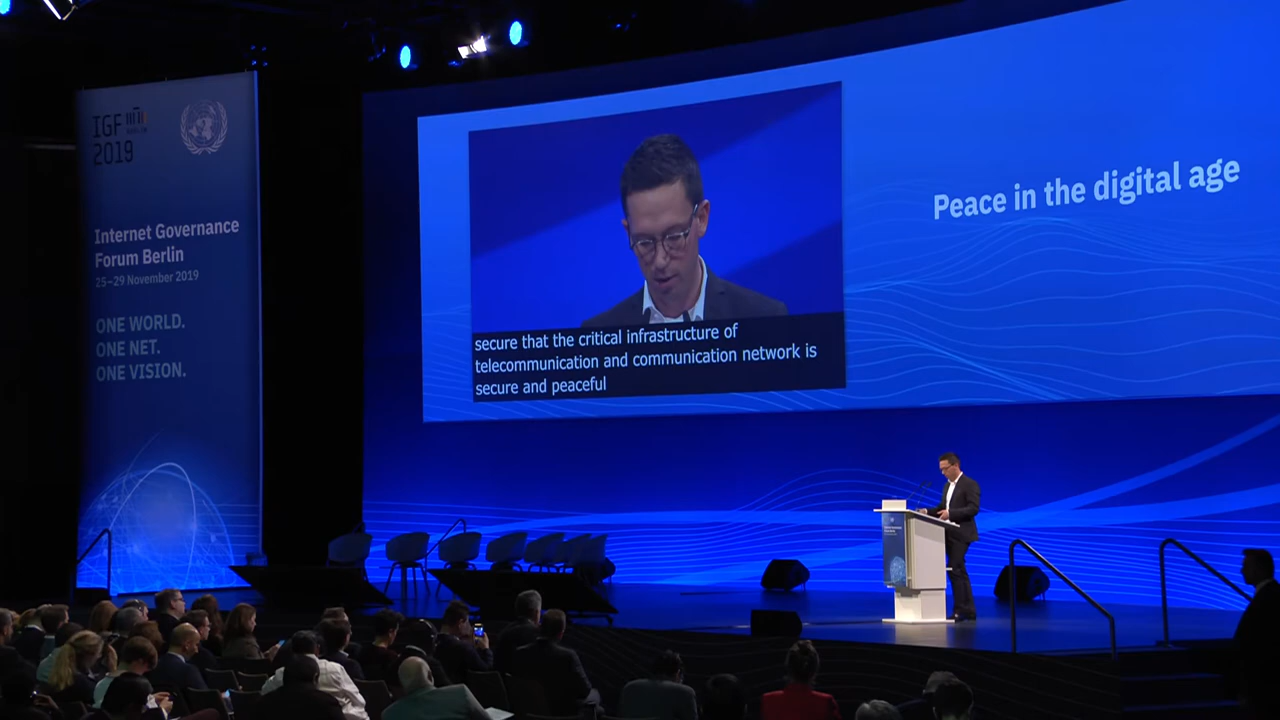 IGF
2019
Internet Governance
Forum Berlin
25–29 November 2019
ONE WORLD.
ONE NET.
ONE VISION.
secure that the critical infrastructure of
telecommunication and communication network is
secure and peaceful
Peace in the digital age